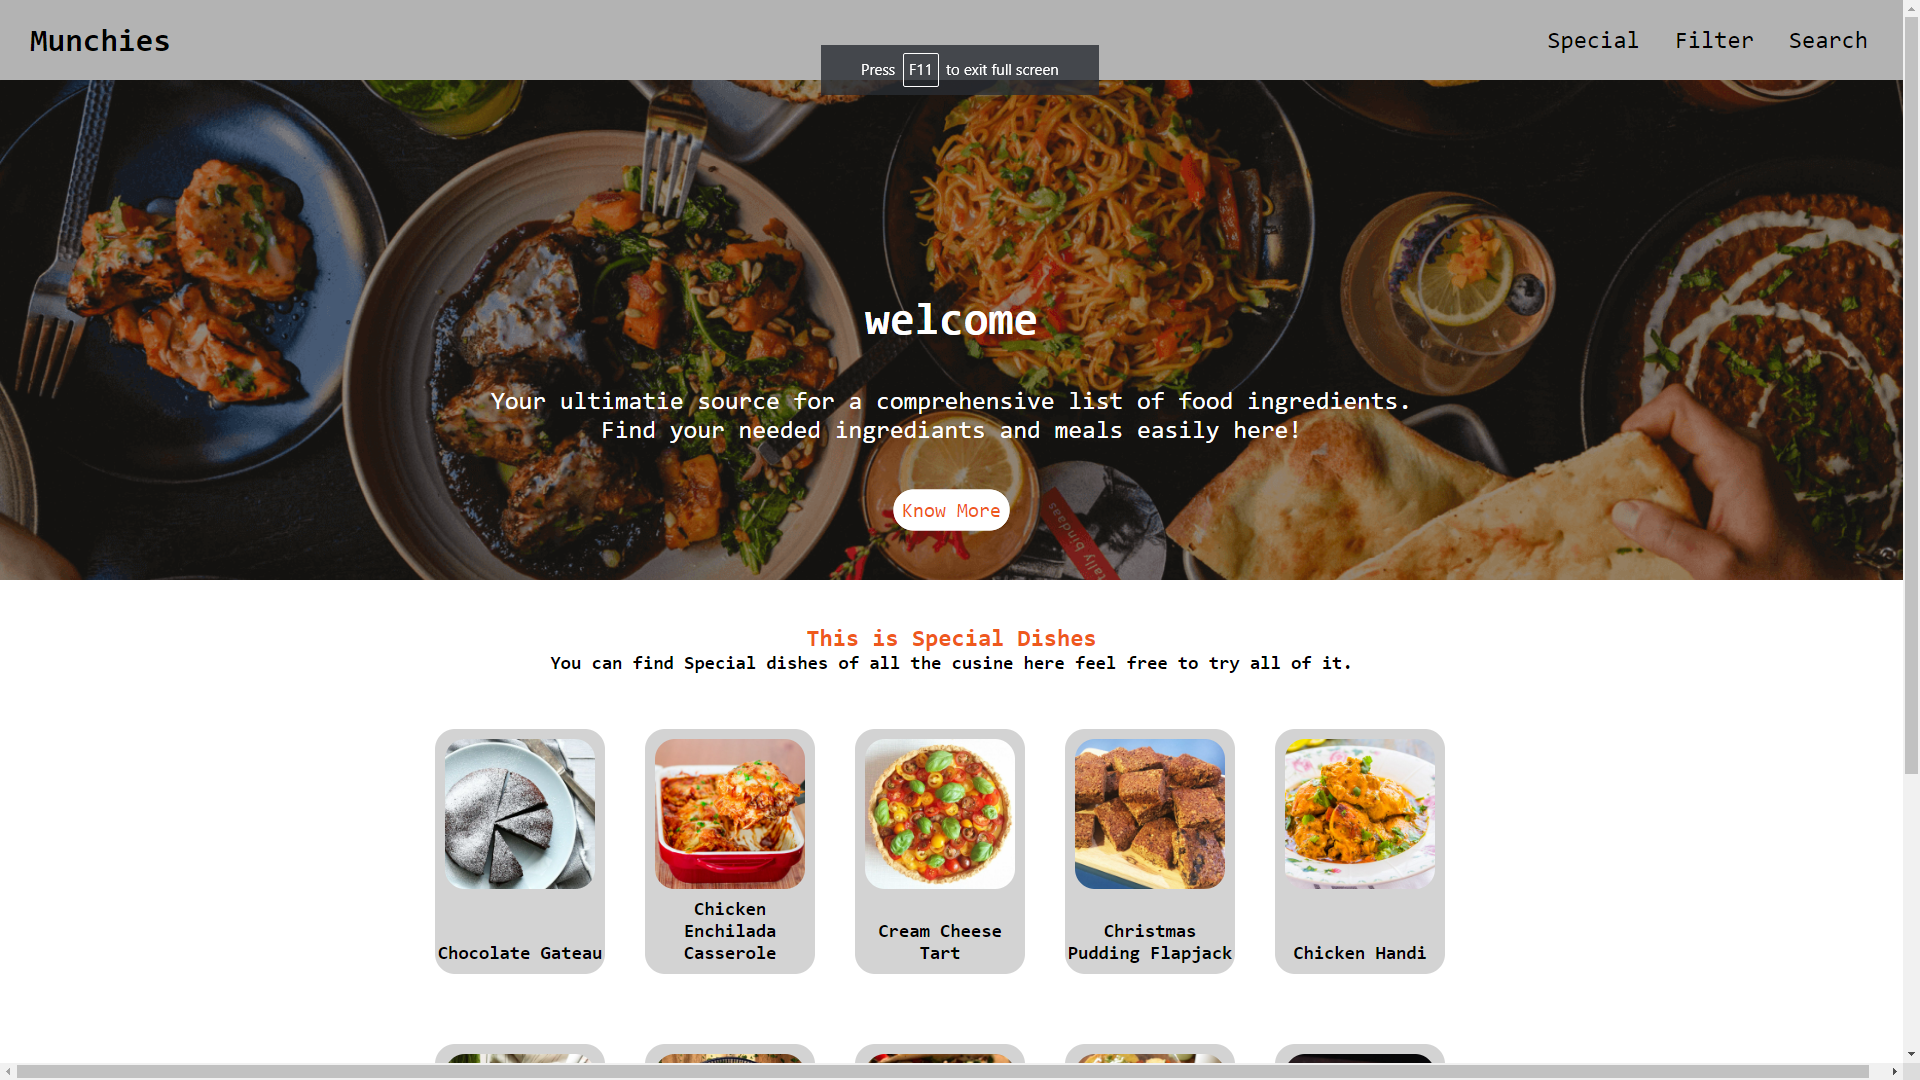 Munchies
Special
Filter
Search
Press F11 to exit full screen
welcome
Your ultimatie source for a comprehensive list of food ingredients.
Find your needed ingrediants and meals easily here!
Know More
tally bindaas
This is Special Dishes
You can find Special dishes of all the cusine here feel free to try all of it.
Chocolate Gateau
Chicken
Enchilada
Casserole
Cream Cheese
Tart
Christmas
Pudding Flapjack
Chicken Handi